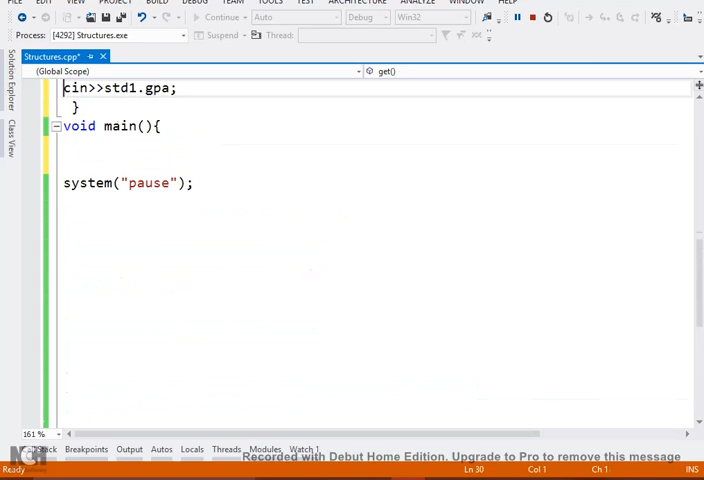 FILE EDIT VIEW PROJECT BUILD DEBUG TEAM TOOLS TEST ARCHITECTURE ANALYZE WINDOW HELP
Continue Auto Debug Win32
Process: [4292] Structures.exe Suspend Thread:
Structures.cpp*
(Global Scope) get()
Solution Explorer
Class View
cin>>std1.gpa;
}
void main(){
system("pause");
161 %
Stack Breakpoints Output Autos Locals Threads Modules Watch 1
Recorded with Debut Home Edition. Upgrade to Pro to remove this message
Ready Ln 30 Col 1 Ch 1 INS